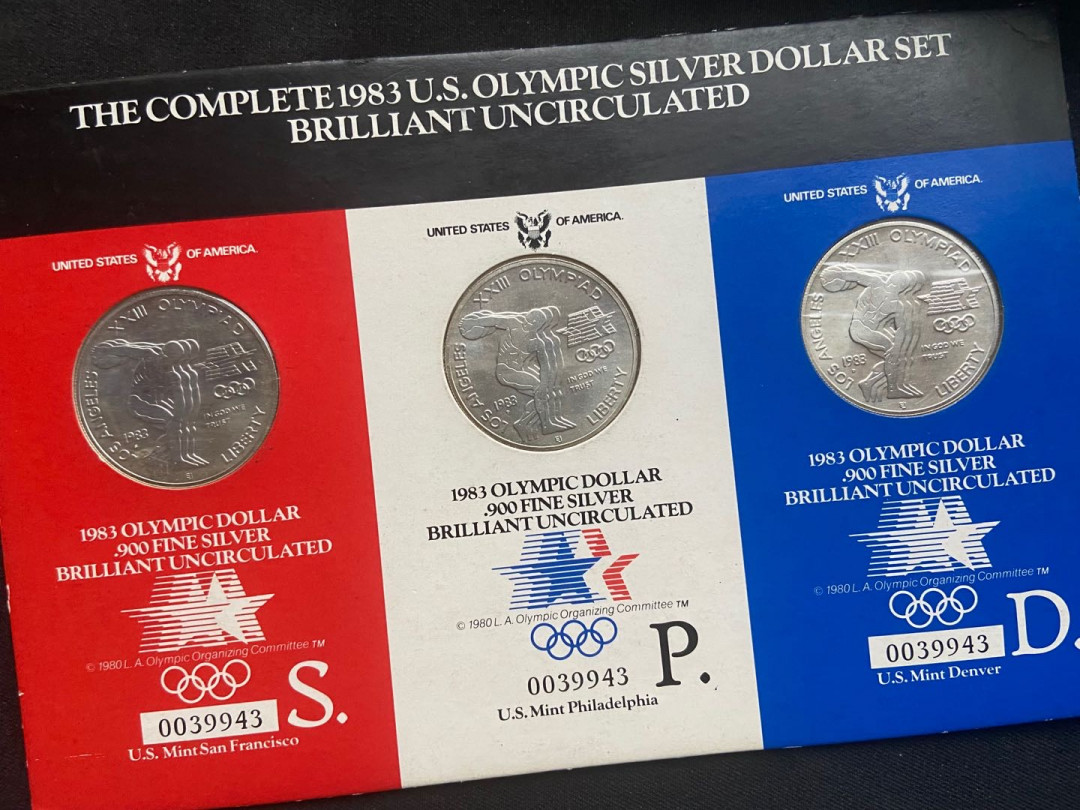 THE COMPLETE 1983 U.S. OLYMPIC SILVER DOLLAR SET
BRILLIANT UNCIRCULATED
UNITED STATES OF AMERICA.
XXIII OLYMPIAD
LOS ANGELES
1983
IN GOD WE
TRUST
LIBERTY
1983 OLYMPIC DOLLAR
.900 FINE SILVER
BRILLIANT UNCIRCULATED
© 1980 L.A. Olympic Organizing Committee TM
0039943
S.
U.S. Mint San Francisco
UNITED STATES OF AMERICA.
XXIII OLYMPIAD
LOS ANGELES
1983
IN GOD WE
TRUST
LIBERTY
1983 OLYMPIC DOLLAR
.900 FINE SILVER
BRILLIANT UNCIRCULATED
© 1980 L.A. Olympic Organizing Committee TM
0039943
P.
U.S. Mint Philadelphia
UNITED STATES OF AMERICA.
XXIII OLYMPIAD
LOS ANGELES
1983
IN GOD WE
TRUST
LIBERTY
1983 OLYMPIC DOLLAR
.900 FINE SILVER
BRILLIANT UNCIRCULATED
© 1980 L.A. Olympic Organizing Committee TM
0039943
D.
U.S. Mint Denver